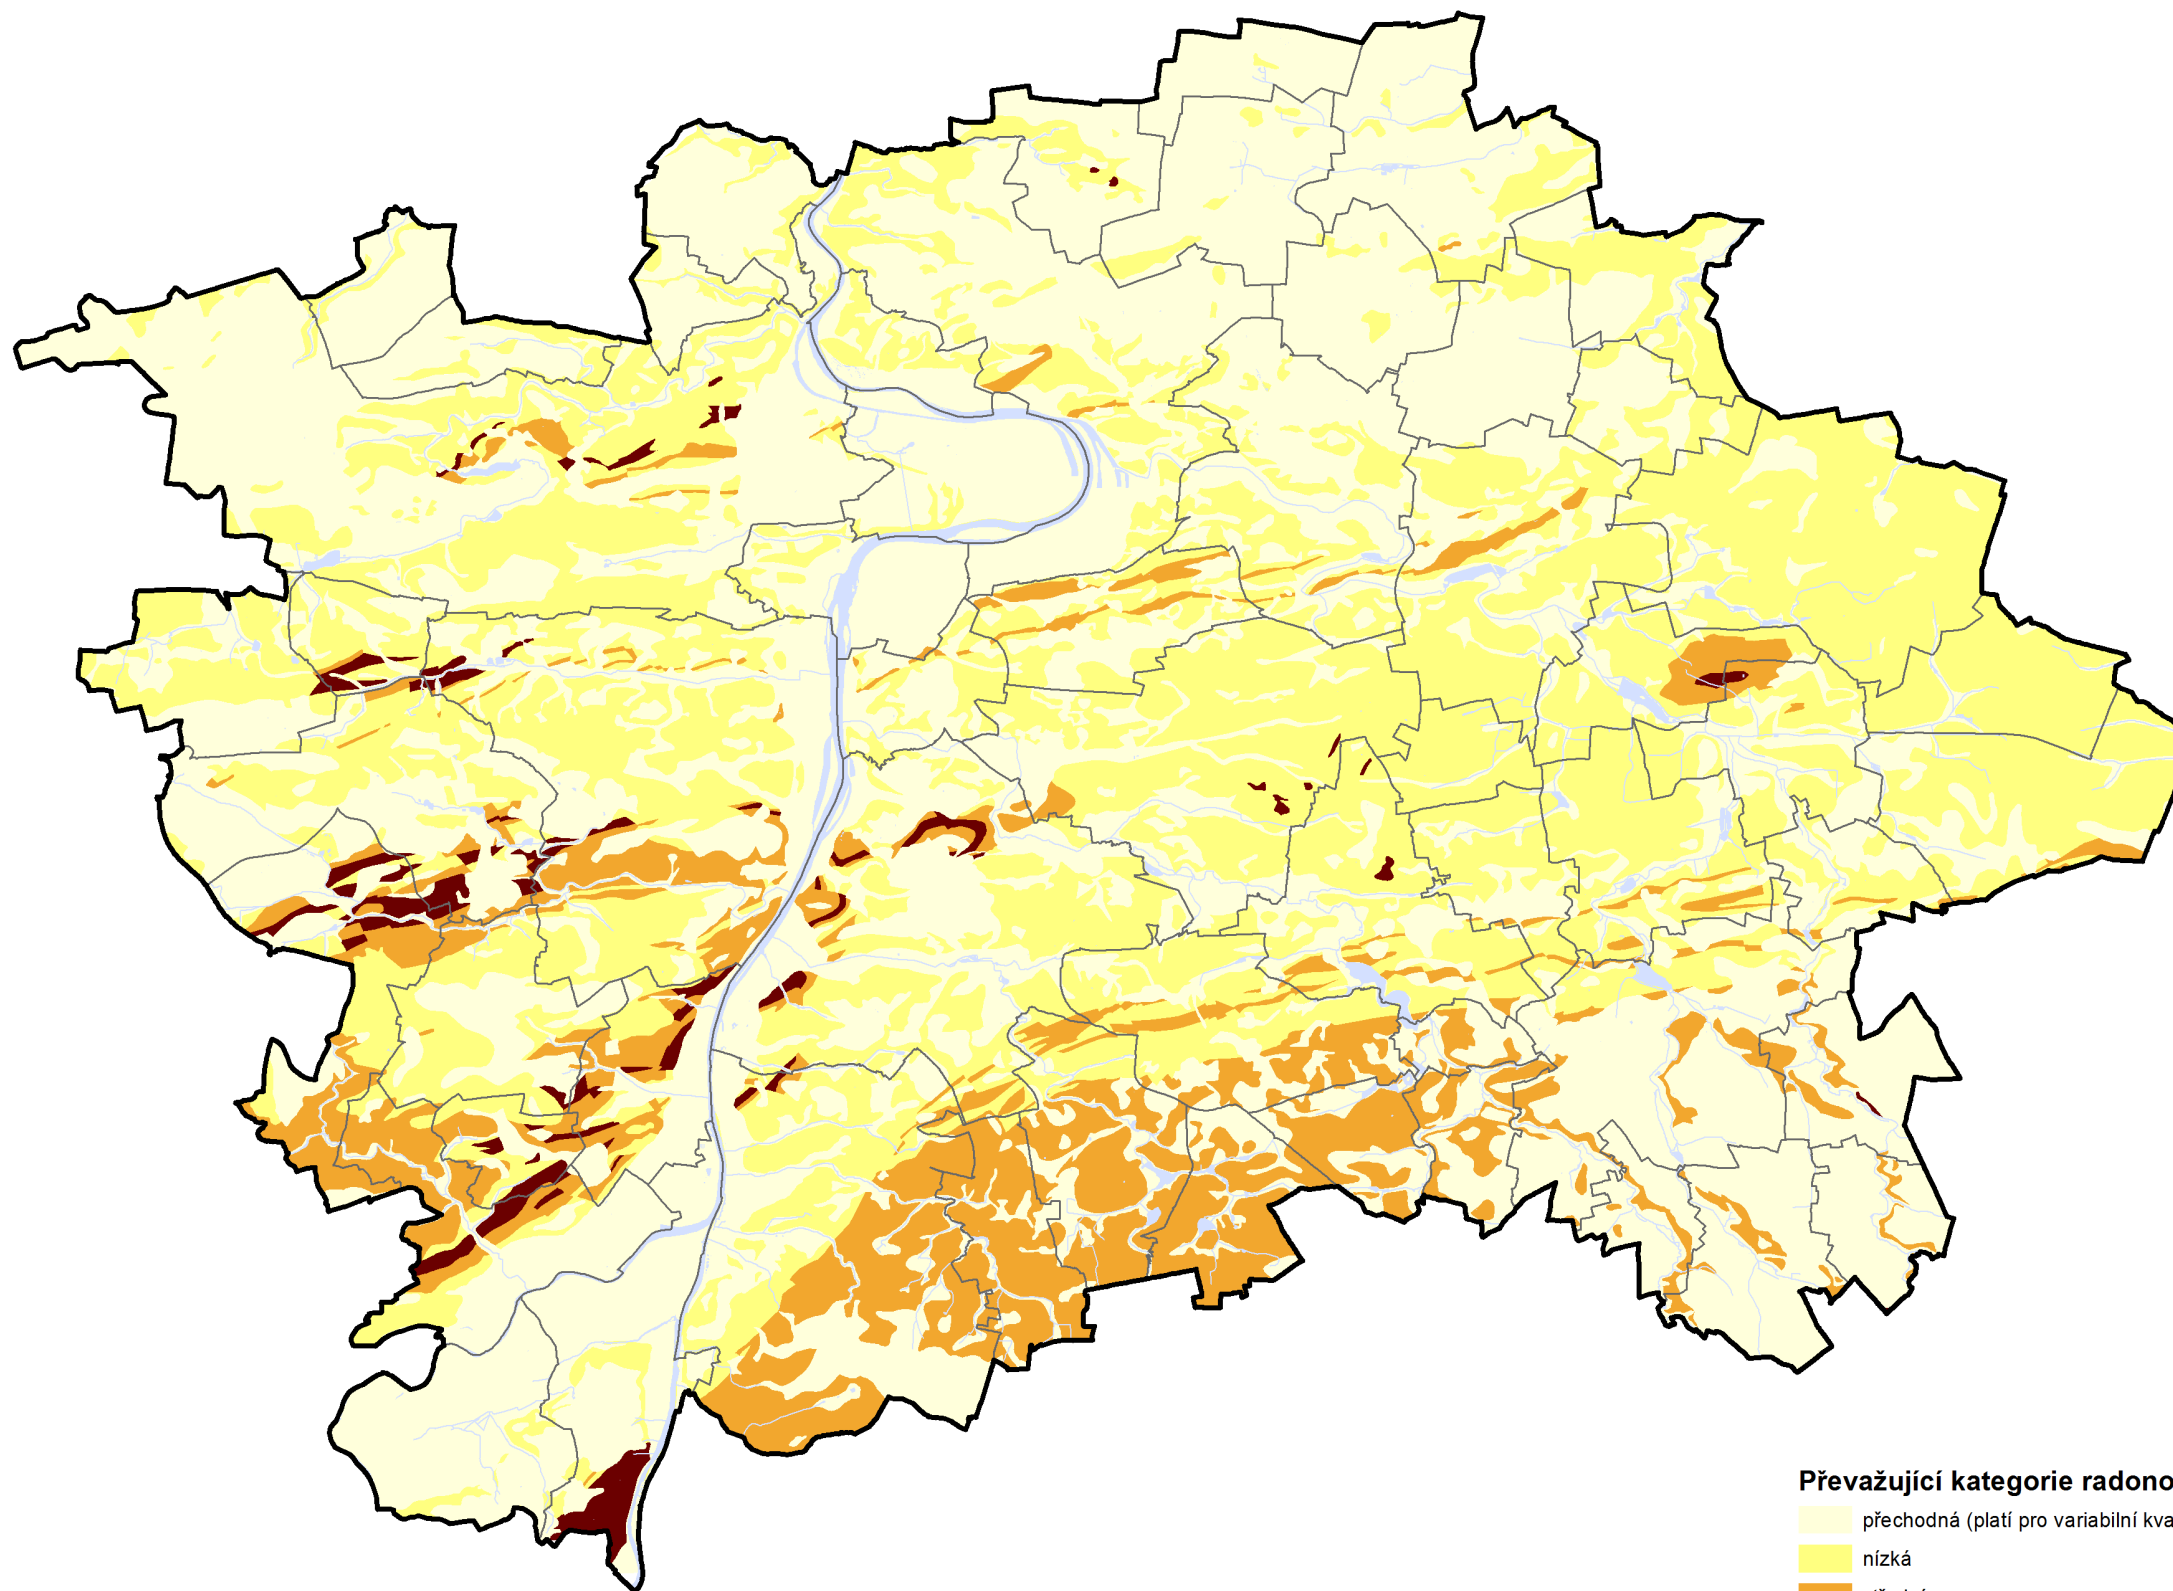 Převažující kategorie radono
přechodná (platí pro variabilní kva
nízká